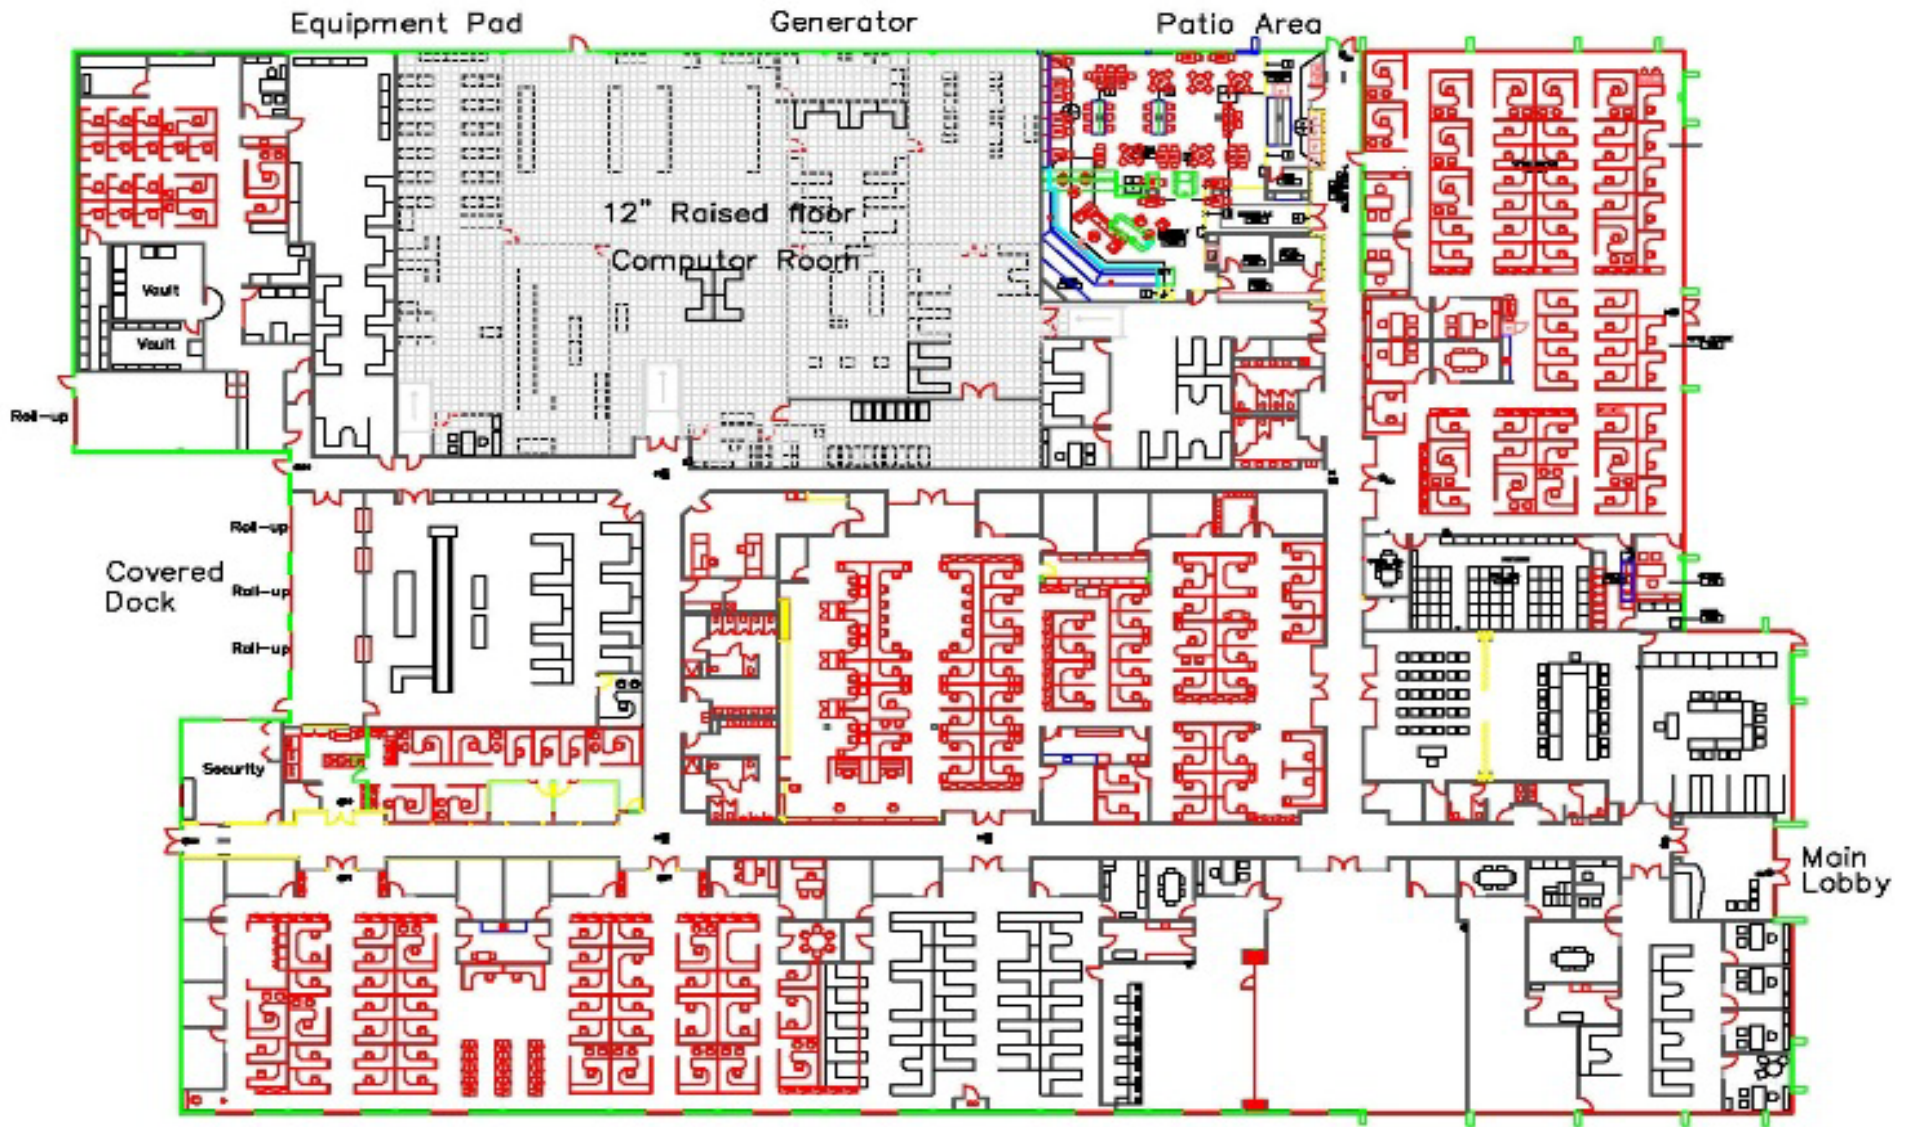 Equipment Pad
Generator
Patio Area
12" Raised floor
Computor Room
Vault
Vault
Roll-up
Roll-up
Covered
Dock
Roll-up
Roll-up
Security
Main
Lobby